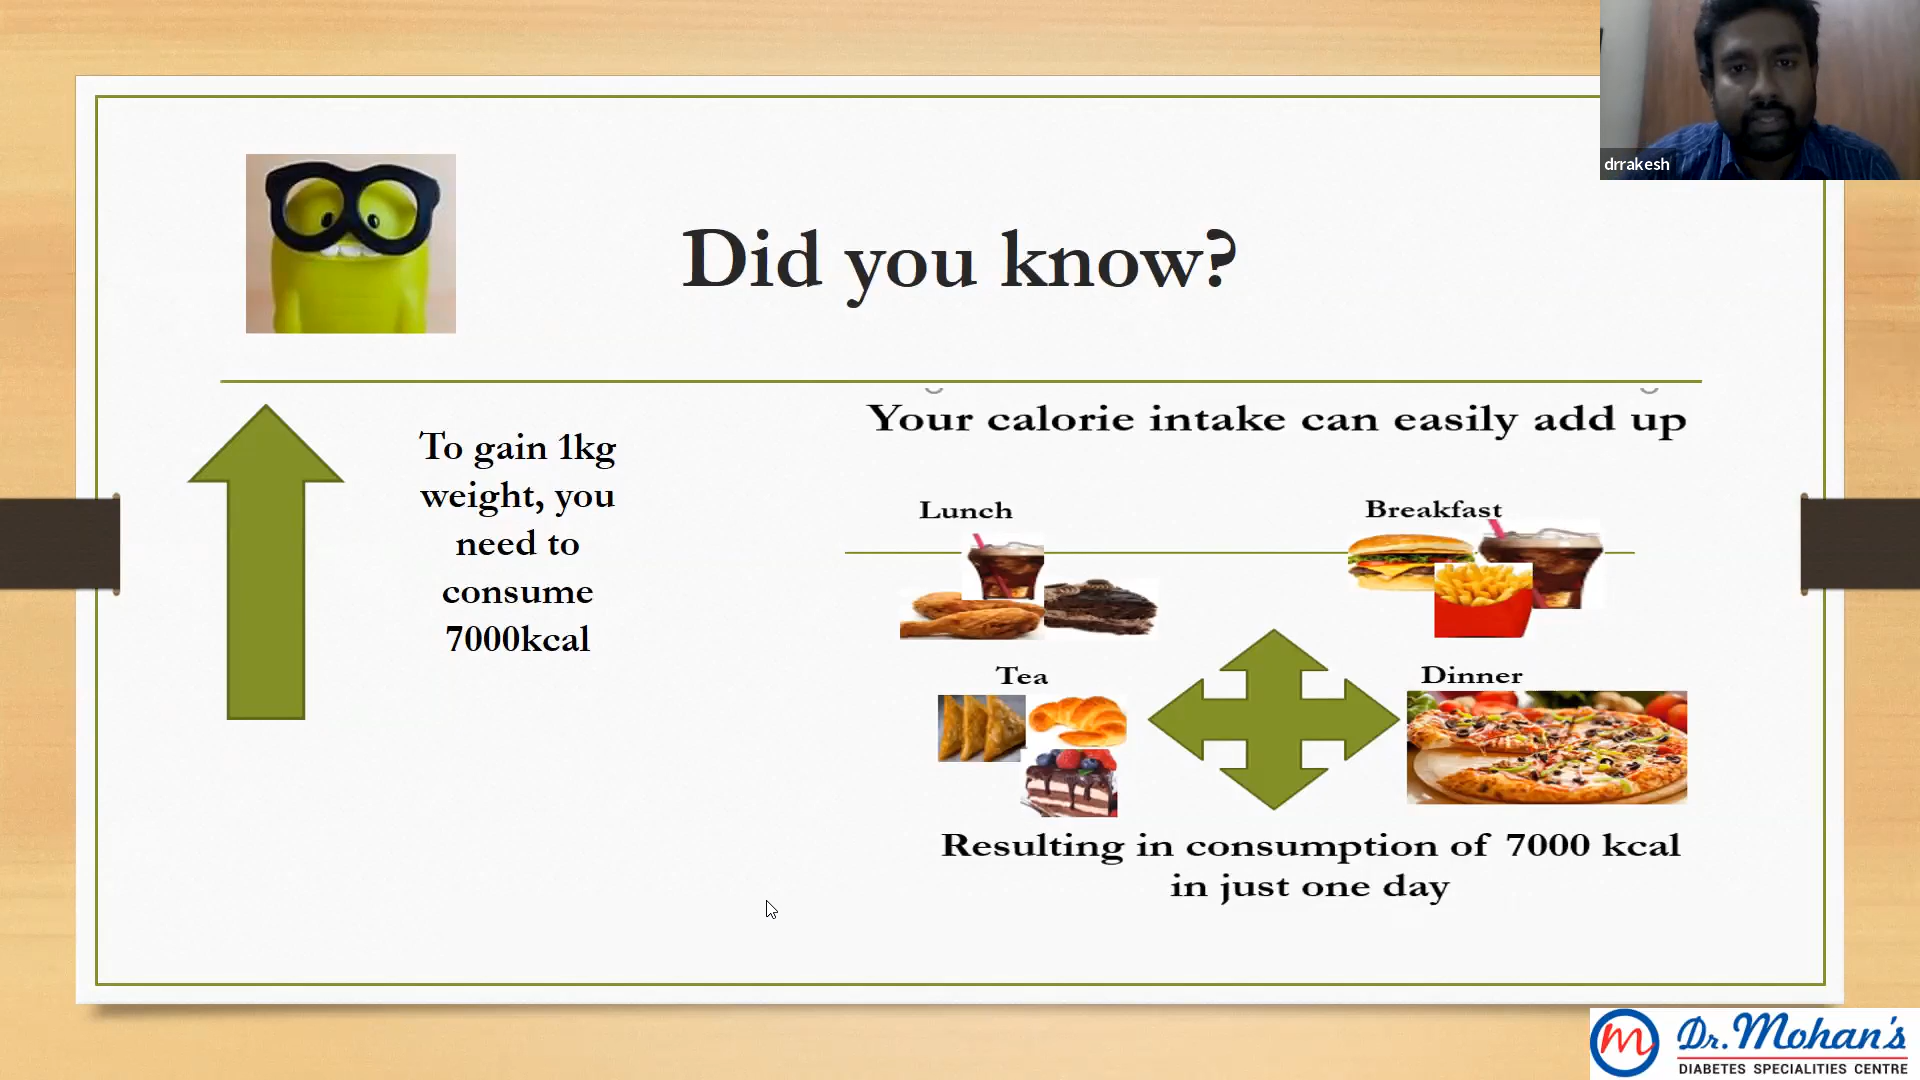 drrakesh
Did you know?
To gain 1kg
weight, you
need to
consume
7000kcal
Your calorie intake can easily add up
Lunch
Breakfast
Tea
Dinner
Resulting in consumption of 7000 kcal
in just one day
m Dr. Mohan's
DIABETES SPECIALITIES CENTRE